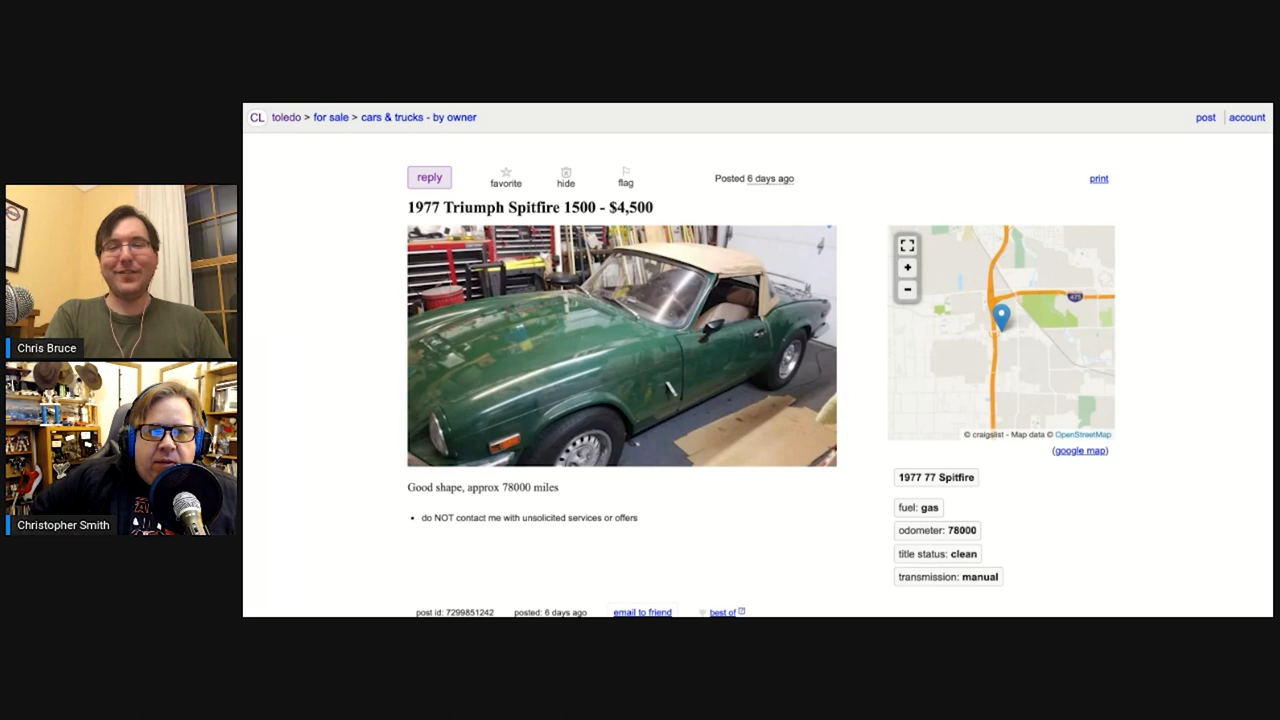 CL toledo > for sale > cars & trucks - by owner
post account
reply
favorite
hide
flag
Posted 6 days ago
print
1977 Triumph Spitfire 1500 - $4,500
+
−
475
© craigslist - Map data © OpenStreetMap
(google map)
Good shape, approx 78000 miles
• do NOT contact me with unsolicited services or offers
1977 77 Spitfire
fuel: gas
odometer: 78000
title status: clean
transmission: manual
post id: 7299851242
posted: 6 days ago
email to friend
best of
Chris Bruce
Christopher Smith